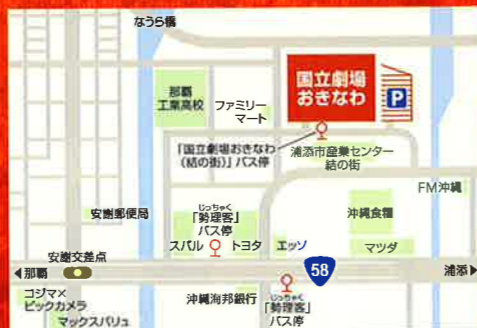 なうら橋
那覇
工業高校
ファミリー
マート
国立劇場
おきなわ
P
「国立劇場おきなわ
(結の街)」バス停
浦添市産業センター
結の街
FM沖縄
安謝郵便局
じっちゃく
「勢理客」
バス停
沖縄食糧
スバル
トヨタ
エッソ
マツダ
安謝交差点
◀那覇
58
浦添▶
コジマ×
ビックカメラ
沖縄海邦銀行
じっちゃく
「勢理客」
バス停
マックスバリュ